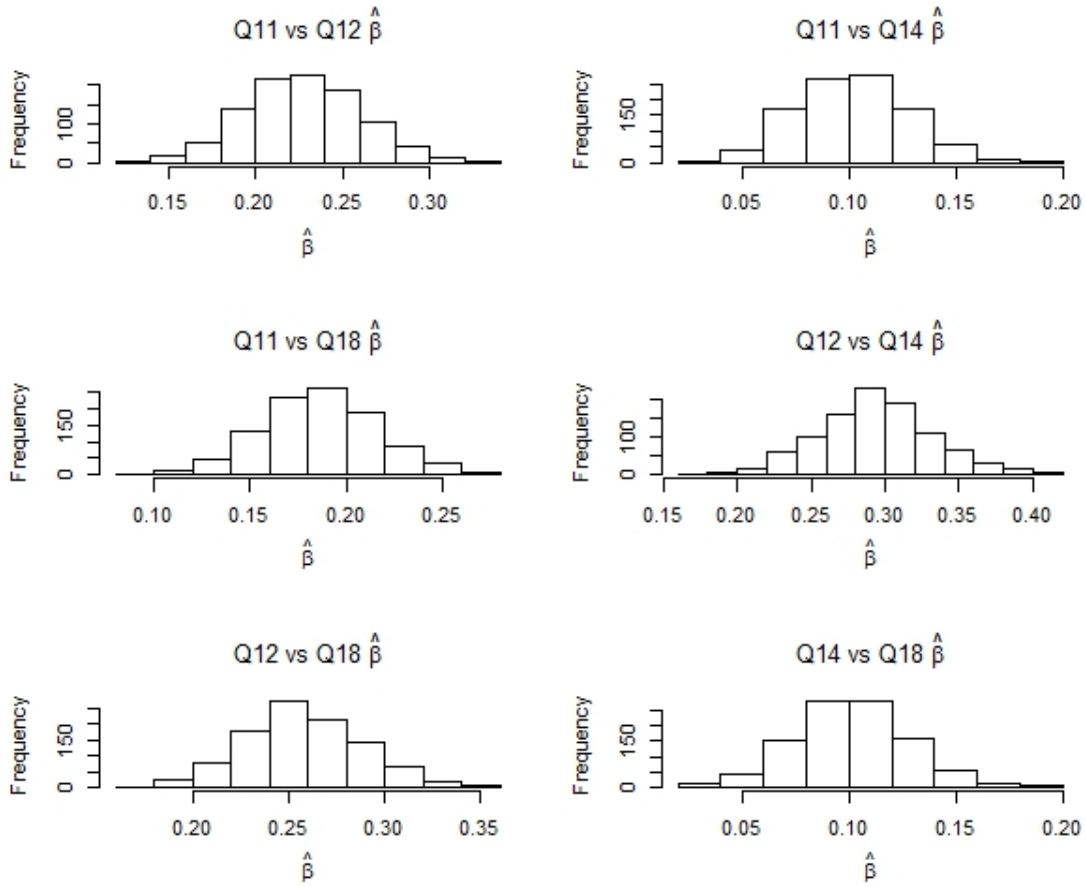 Q11 vs Q12 β̂
Frequency
0 100
0.15 0.20 0.25 0.30
β̂
Q11 vs Q14 β̂
Frequency
0 150
0.05 0.10 0.15 0.20
β̂
Q11 vs Q18 β̂
Frequency
0 150
0.10 0.15 0.20 0.25
β̂
Q12 vs Q14 β̂
Frequency
0 100
0.15 0.20 0.25 0.30 0.35 0.40
β̂
Q12 vs Q18 β̂
Frequency
0 150
0.20 0.25 0.30 0.35
β̂
Q14 vs Q18 β̂
Frequency
0 150
0.05 0.10 0.15 0.20
β̂